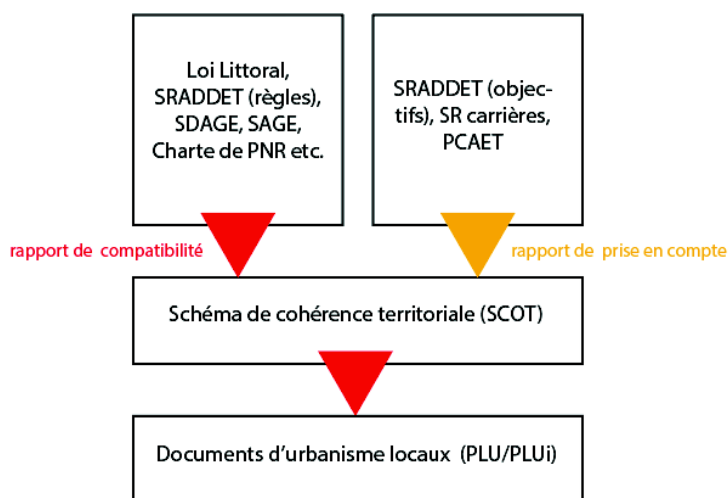 Loi Littoral,
SRADDET (règles),
SDAGE, SAGE,
Charte de PNR etc.
SRADDET (objec-
tifs), SR carrières,
PCAET
rapport de compatibilité
rapport de prise en compte
Schéma de cohérence territoriale (SCOT)
Documents d'urbanisme locaux (PLU/PLUi)